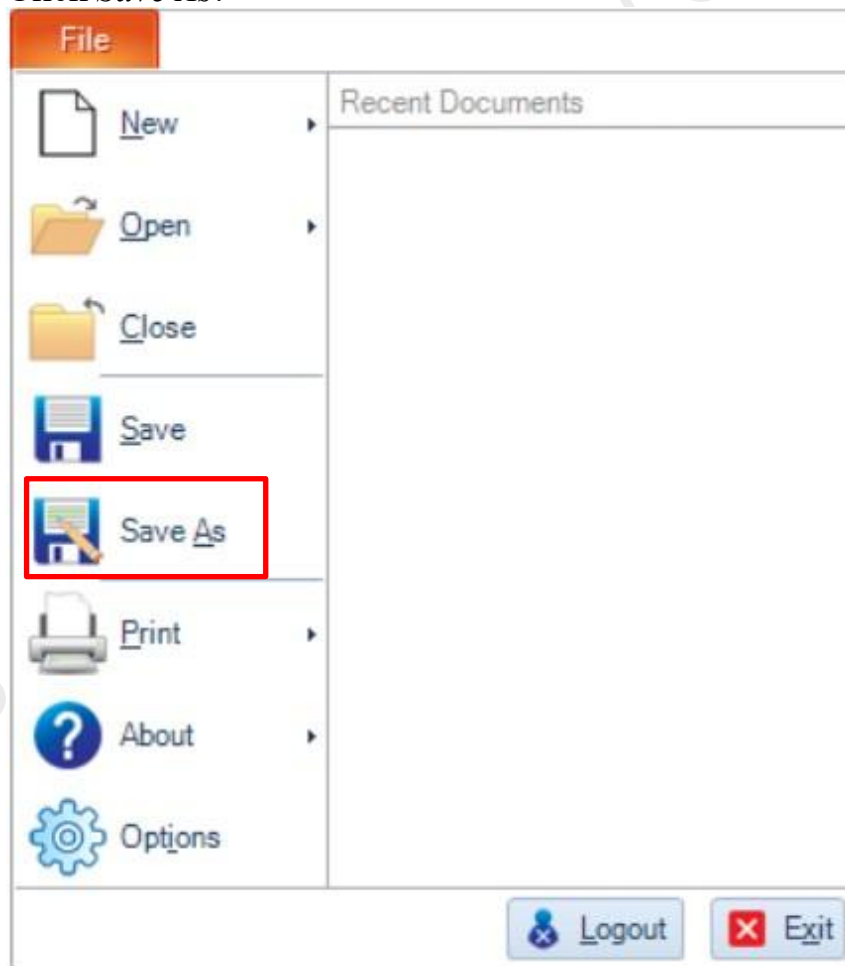 File
New
Recent Documents
Open
Close
Save
Save As
Print
About
Options
Logout
Exit